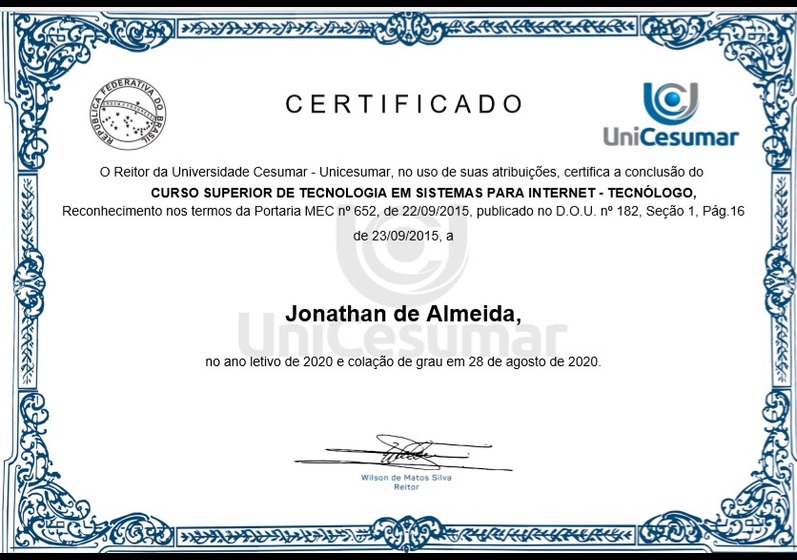 CERTIFICADO
REPÚBLICA FEDERATIVA DO BRASIL
UniCesumar
O Reitor da Universidade Cesumar - Unicesumar, no uso de suas atribuições, certifica a conclusão do
CURSO SUPERIOR DE TECNOLOGIA EM SISTEMAS PARA INTERNET - TECNÓLOGO,
Reconhecimento nos termos da Portaria MEC nº 652, de 22/09/2015, publicado no D.O.U. nº 182, Seção 1, Pág.16
de 23/09/2015, a
Jonathan de Almeida,
UniCesumar
no ano letivo de 2020 e colação de grau em 28 de agosto de 2020.
Wilson de Matos Silva
Reitor